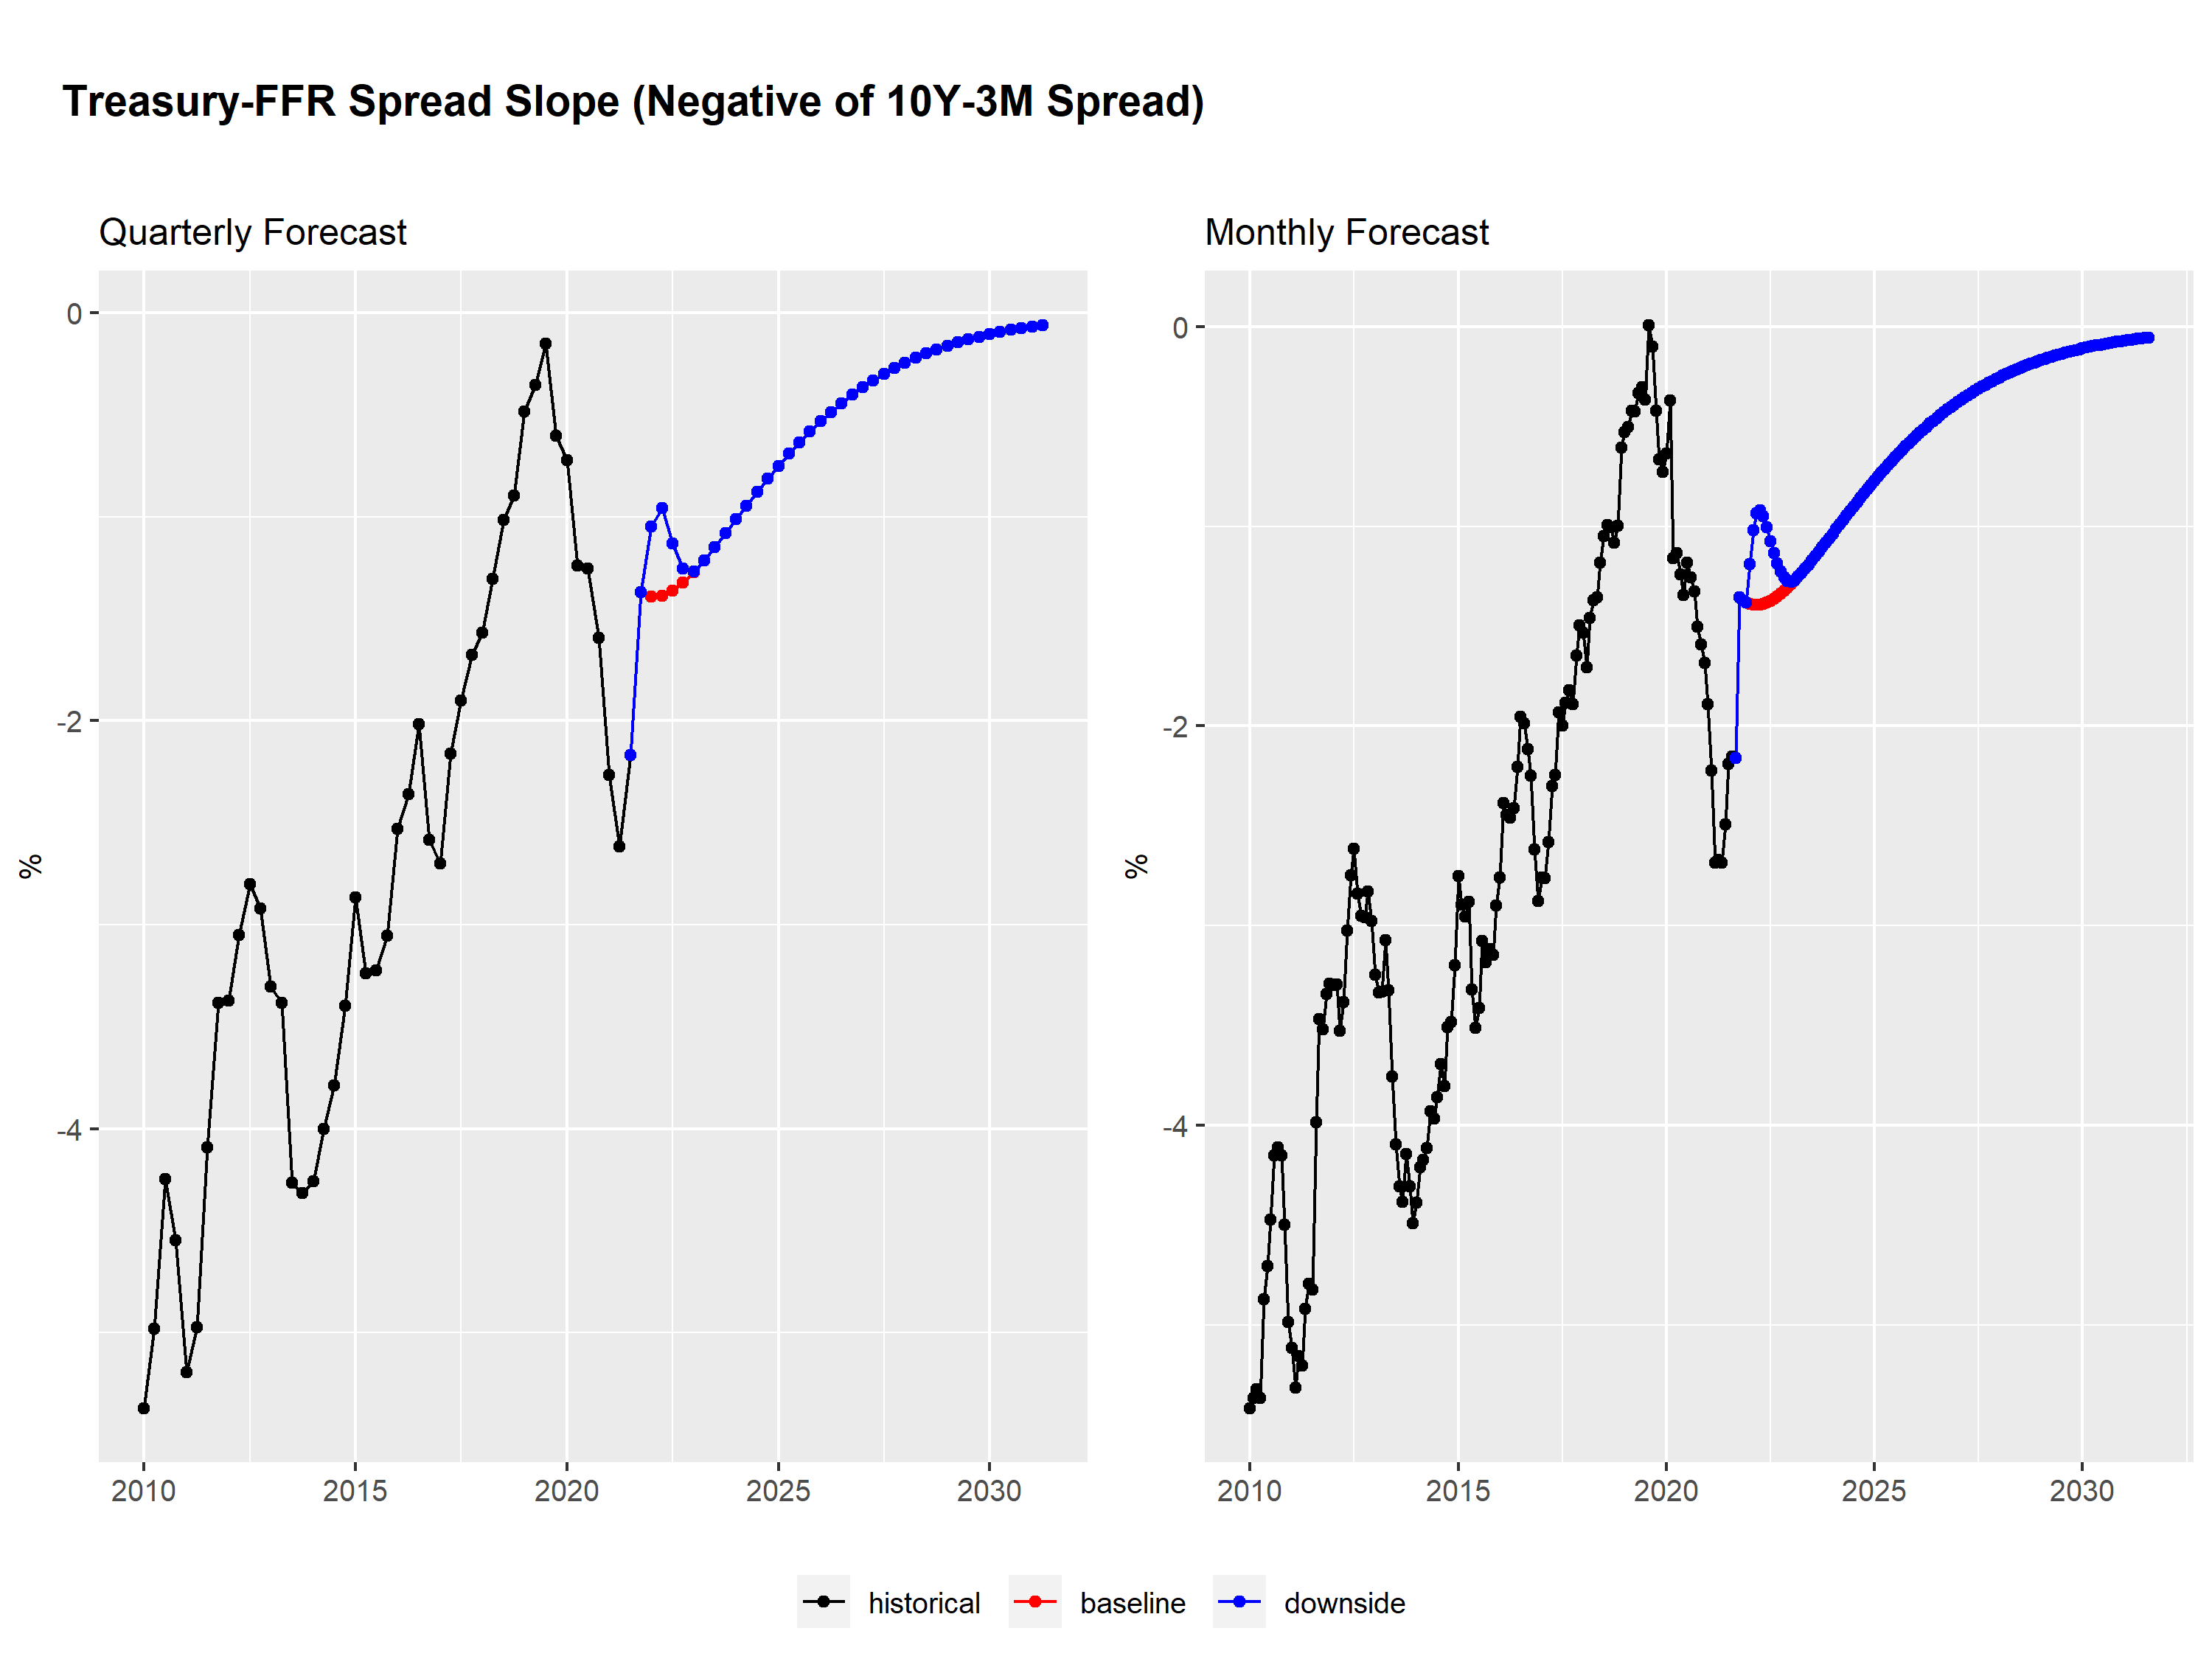 Treasury-FFR Spread Slope (Negative of 10Y-3M Spread)
Quarterly Forecast
0
-2
-4
%
2010 2015 2020 2025 2030
Monthly Forecast
0
-2
-4
%
2010 2015 2020 2025 2030
historical baseline downside